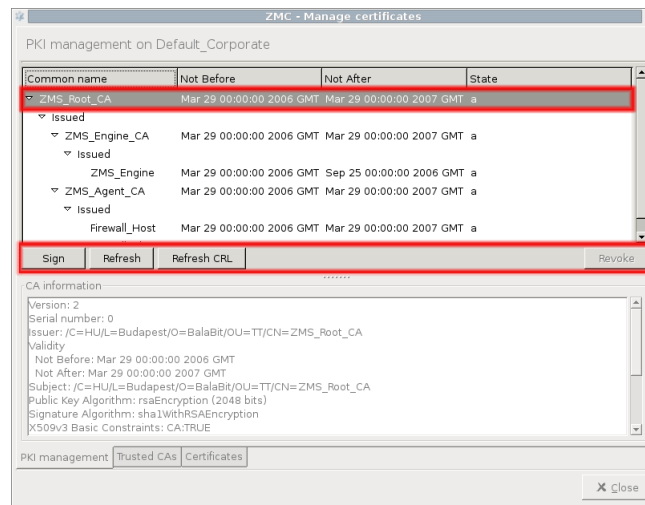 ZMC - Manage certificates
PKI management on Default_Corporate
Common name Not Before Not After State
ZMS_Root_CA Mar 29 00:00:00 2006 GMT Mar 29 00:00:00 2007 GMT a
Issued
ZMS_Engine_CA Mar 29 00:00:00 2006 GMT Mar 29 00:00:00 2007 GMT a
Issued
ZMS_Engine Mar 29 00:00:00 2006 GMT Sep 25 00:00:00 2006 GMT a
ZMS_Agent_CA Mar 29 00:00:00 2006 GMT Mar 29 00:00:00 2007 GMT a
Issued
Firewall_Host Mar 29 00:00:00 2006 GMT Mar 29 00:00:00 2007 GMT a
Sign Refresh Refresh CRL Revoke
CA information
Version: 2
Serial number: 0
Issuer: /C=HU/L=Budapest/O=BalaBit/OU=TT/CN=ZMS_Root_CA
Validity
Not Before: Mar 29 00:00:00 2006 GMT
Not After: Mar 29 00:00:00 2007 GMT
Subject: /C=HU/L=Budapest/O=BalaBit/OU=TT/CN=ZMS_Root_CA
Public Key Algorithm: rsaEncryption (2048 bits)
Signature Algorithm: sha1WithRSAEncryption
X509v3 Basic Constraints: CA:TRUE
PKI management Trusted CAs Certificates
Close